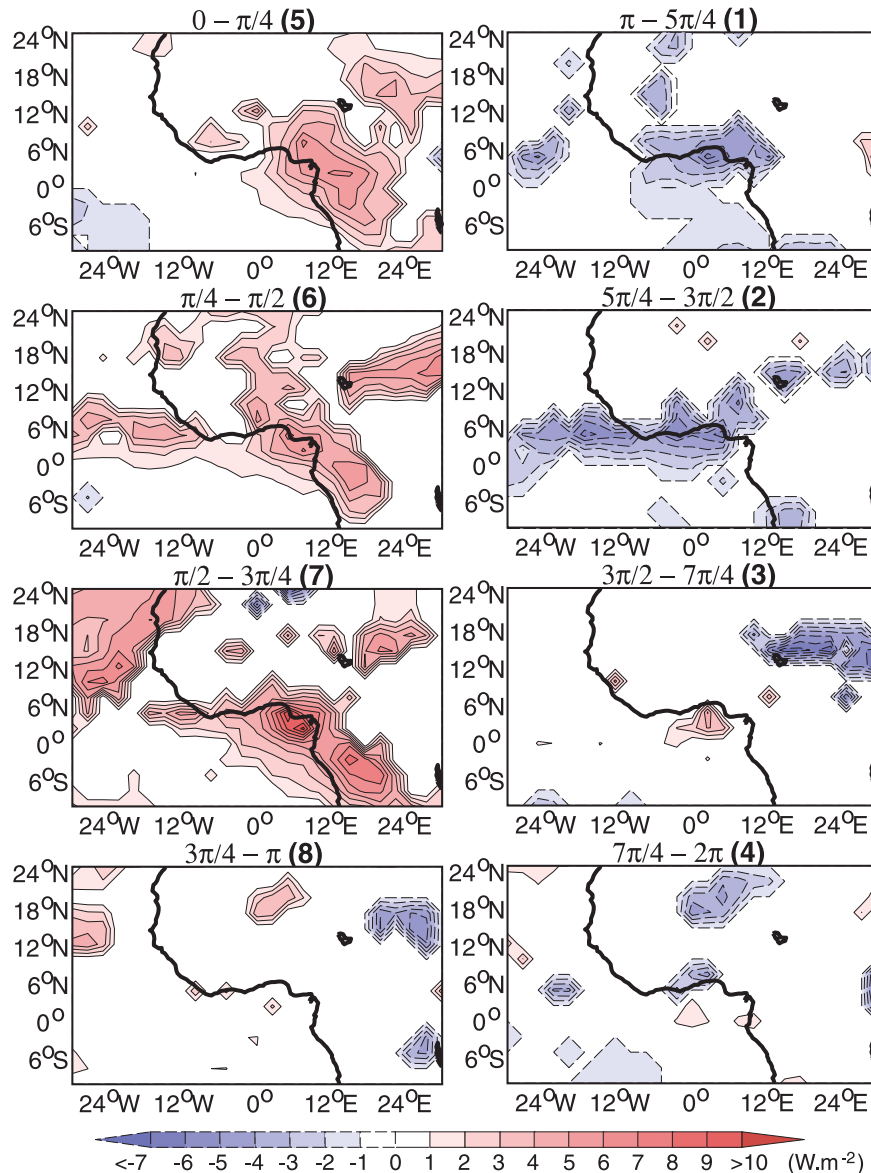 0 – π/4 (5) π – 5π/4 (1)
24°N 24°N
18°N 18°N
12°N 12°N
6°N 6°N
0° 0°
6°S 6°S
24°W 12°W 0° 12°E 24°E 24°W 12°W 0° 12°E 24°E
π/4 – π/2 (6) 5π/4 – 3π/2 (2)
24°N 24°N
18°N 18°N
12°N 12°N
6°N 6°N
0° 0°
6°S 6°S
24°W 12°W 0° 12°E 24°E 24°W 12°W 0° 12°E 24°E
π/2 – 3π/4 (7) 3π/2 – 7π/4 (3)
24°N 24°N
18°N 18°N
12°N 12°N
6°N 6°N
0° 0°
6°S 6°S
24°W 12°W 0° 12°E 24°E 24°W 12°W 0° 12°E 24°E
3π/4 – π (8) 7π/4 – 2π (4)
24°N 24°N
18°N 18°N
12°N 12°N
6°N 6°N
0° 0°
6°S 6°S
24°W 12°W 0° 12°E 24°E 24°W 12°W 0° 12°E 24°E
<-7 -6 -5 -4 -3 -2 -1 0 1 2 3 4 5 6 7 8 9 >10 (W.m⁻²)